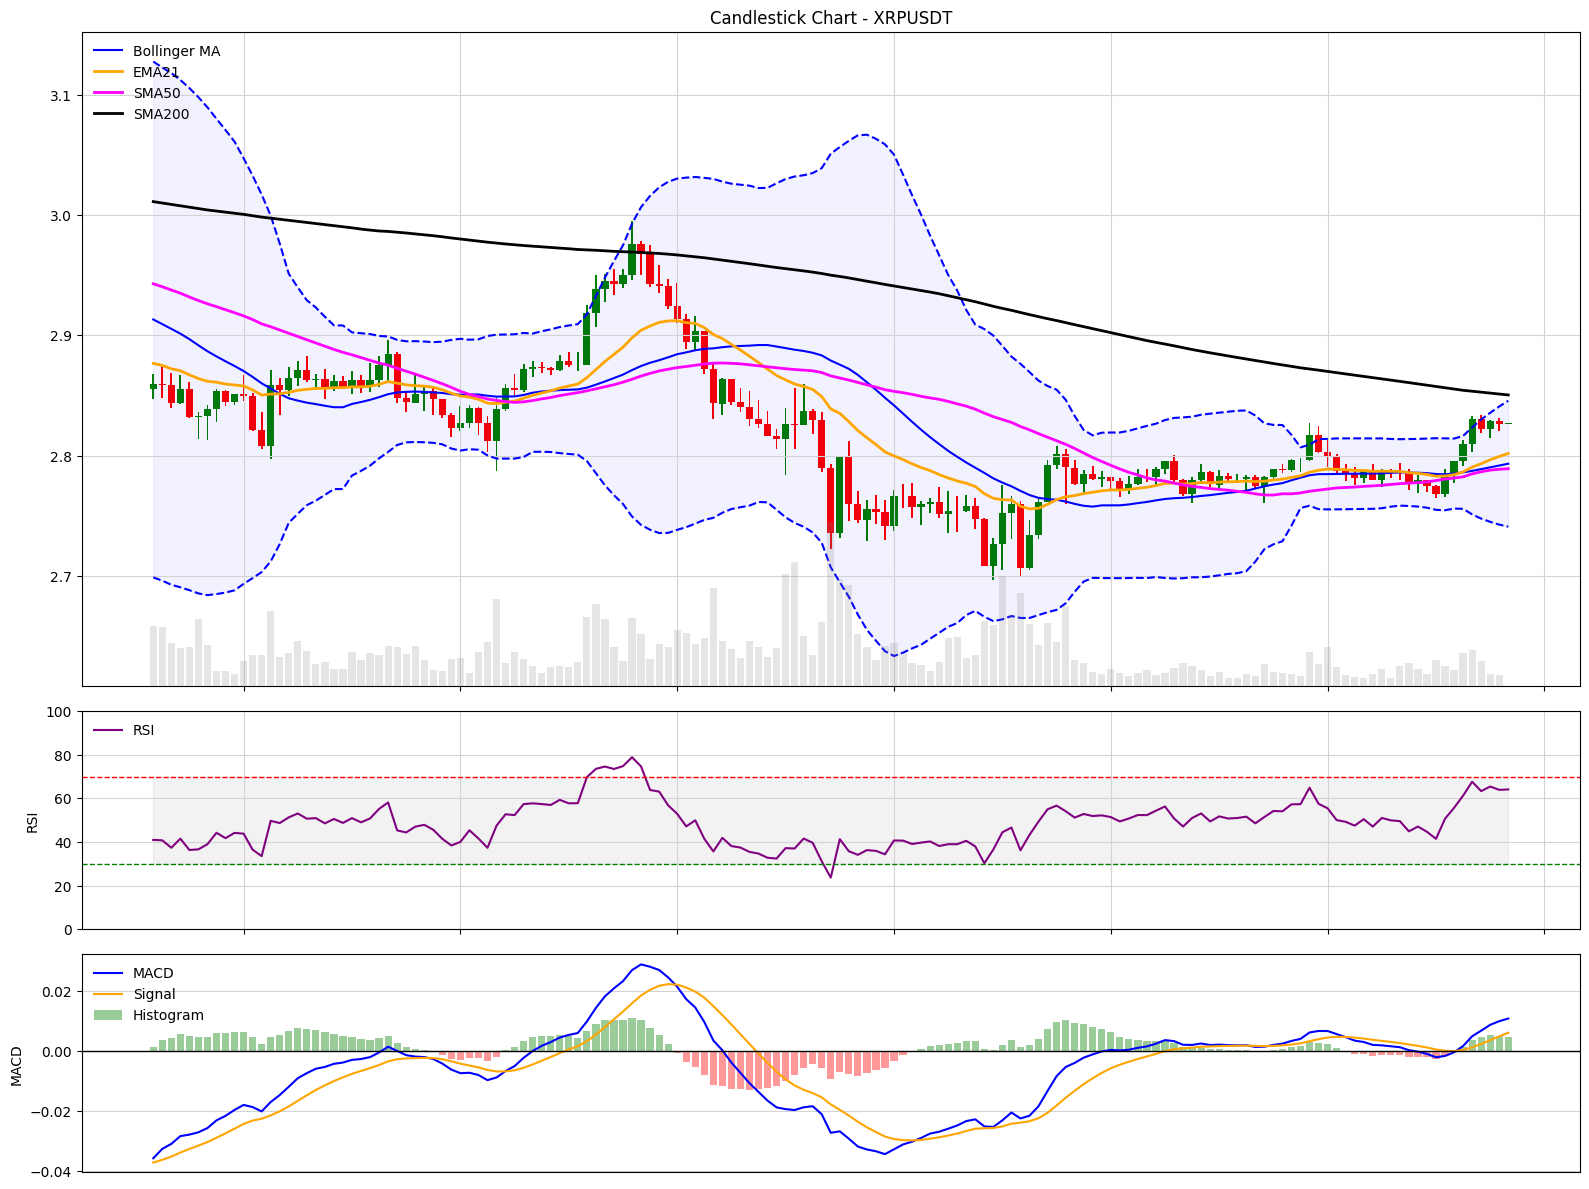 Candlestick Chart - XRPUSDT
Bollinger MA
EMA21
SMA50
SMA200
3.1
3.0
2.9
2.8
2.7
RSI
100
80
60
40
20
0
RSI
MACD
Signal
Histogram
0.02
0.00
−0.02
−0.04
MACD